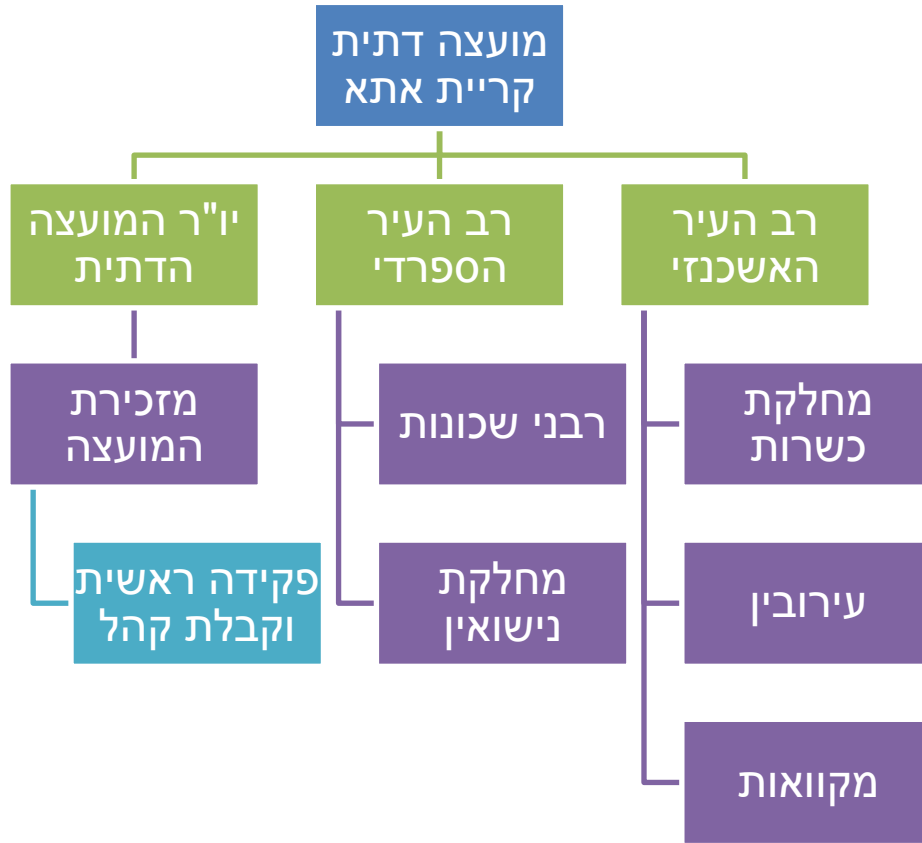 מועצה דתית
קריית אתא
רב העיר
האשכנזי
רב העיר
הספרדי
יו"ר המועצה
הדתית
מחלקת
כשרות
רבני שכונות
מזכירת
המועצה
עירובין
מחלקת
נישואין
פקידה ראשית
וקבלת קהל
מקוואות